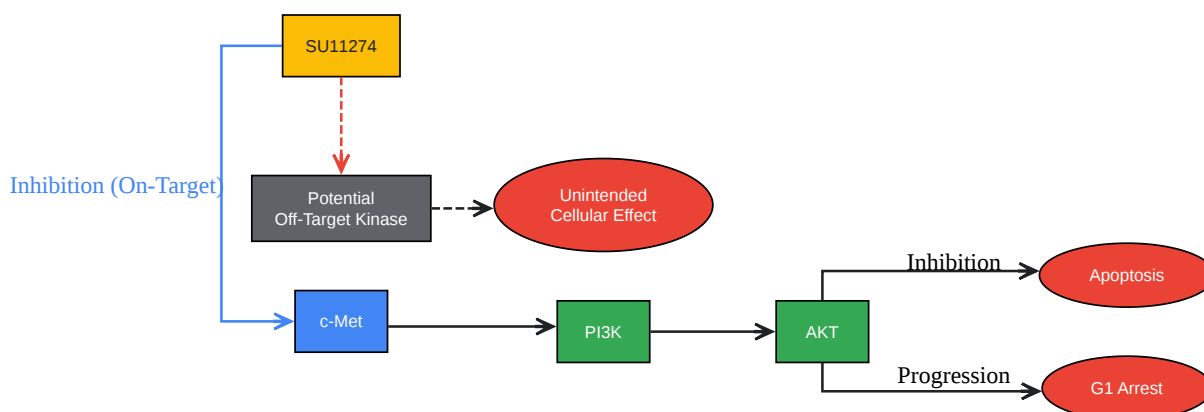 SU11274
Inhibition (On-Target)
Potential
Off-Target Kinase
Unintended
Cellular Effect
Inhibition
Apoptosis
c-Met
PI3K
AKT
Progression
G1 Arrest